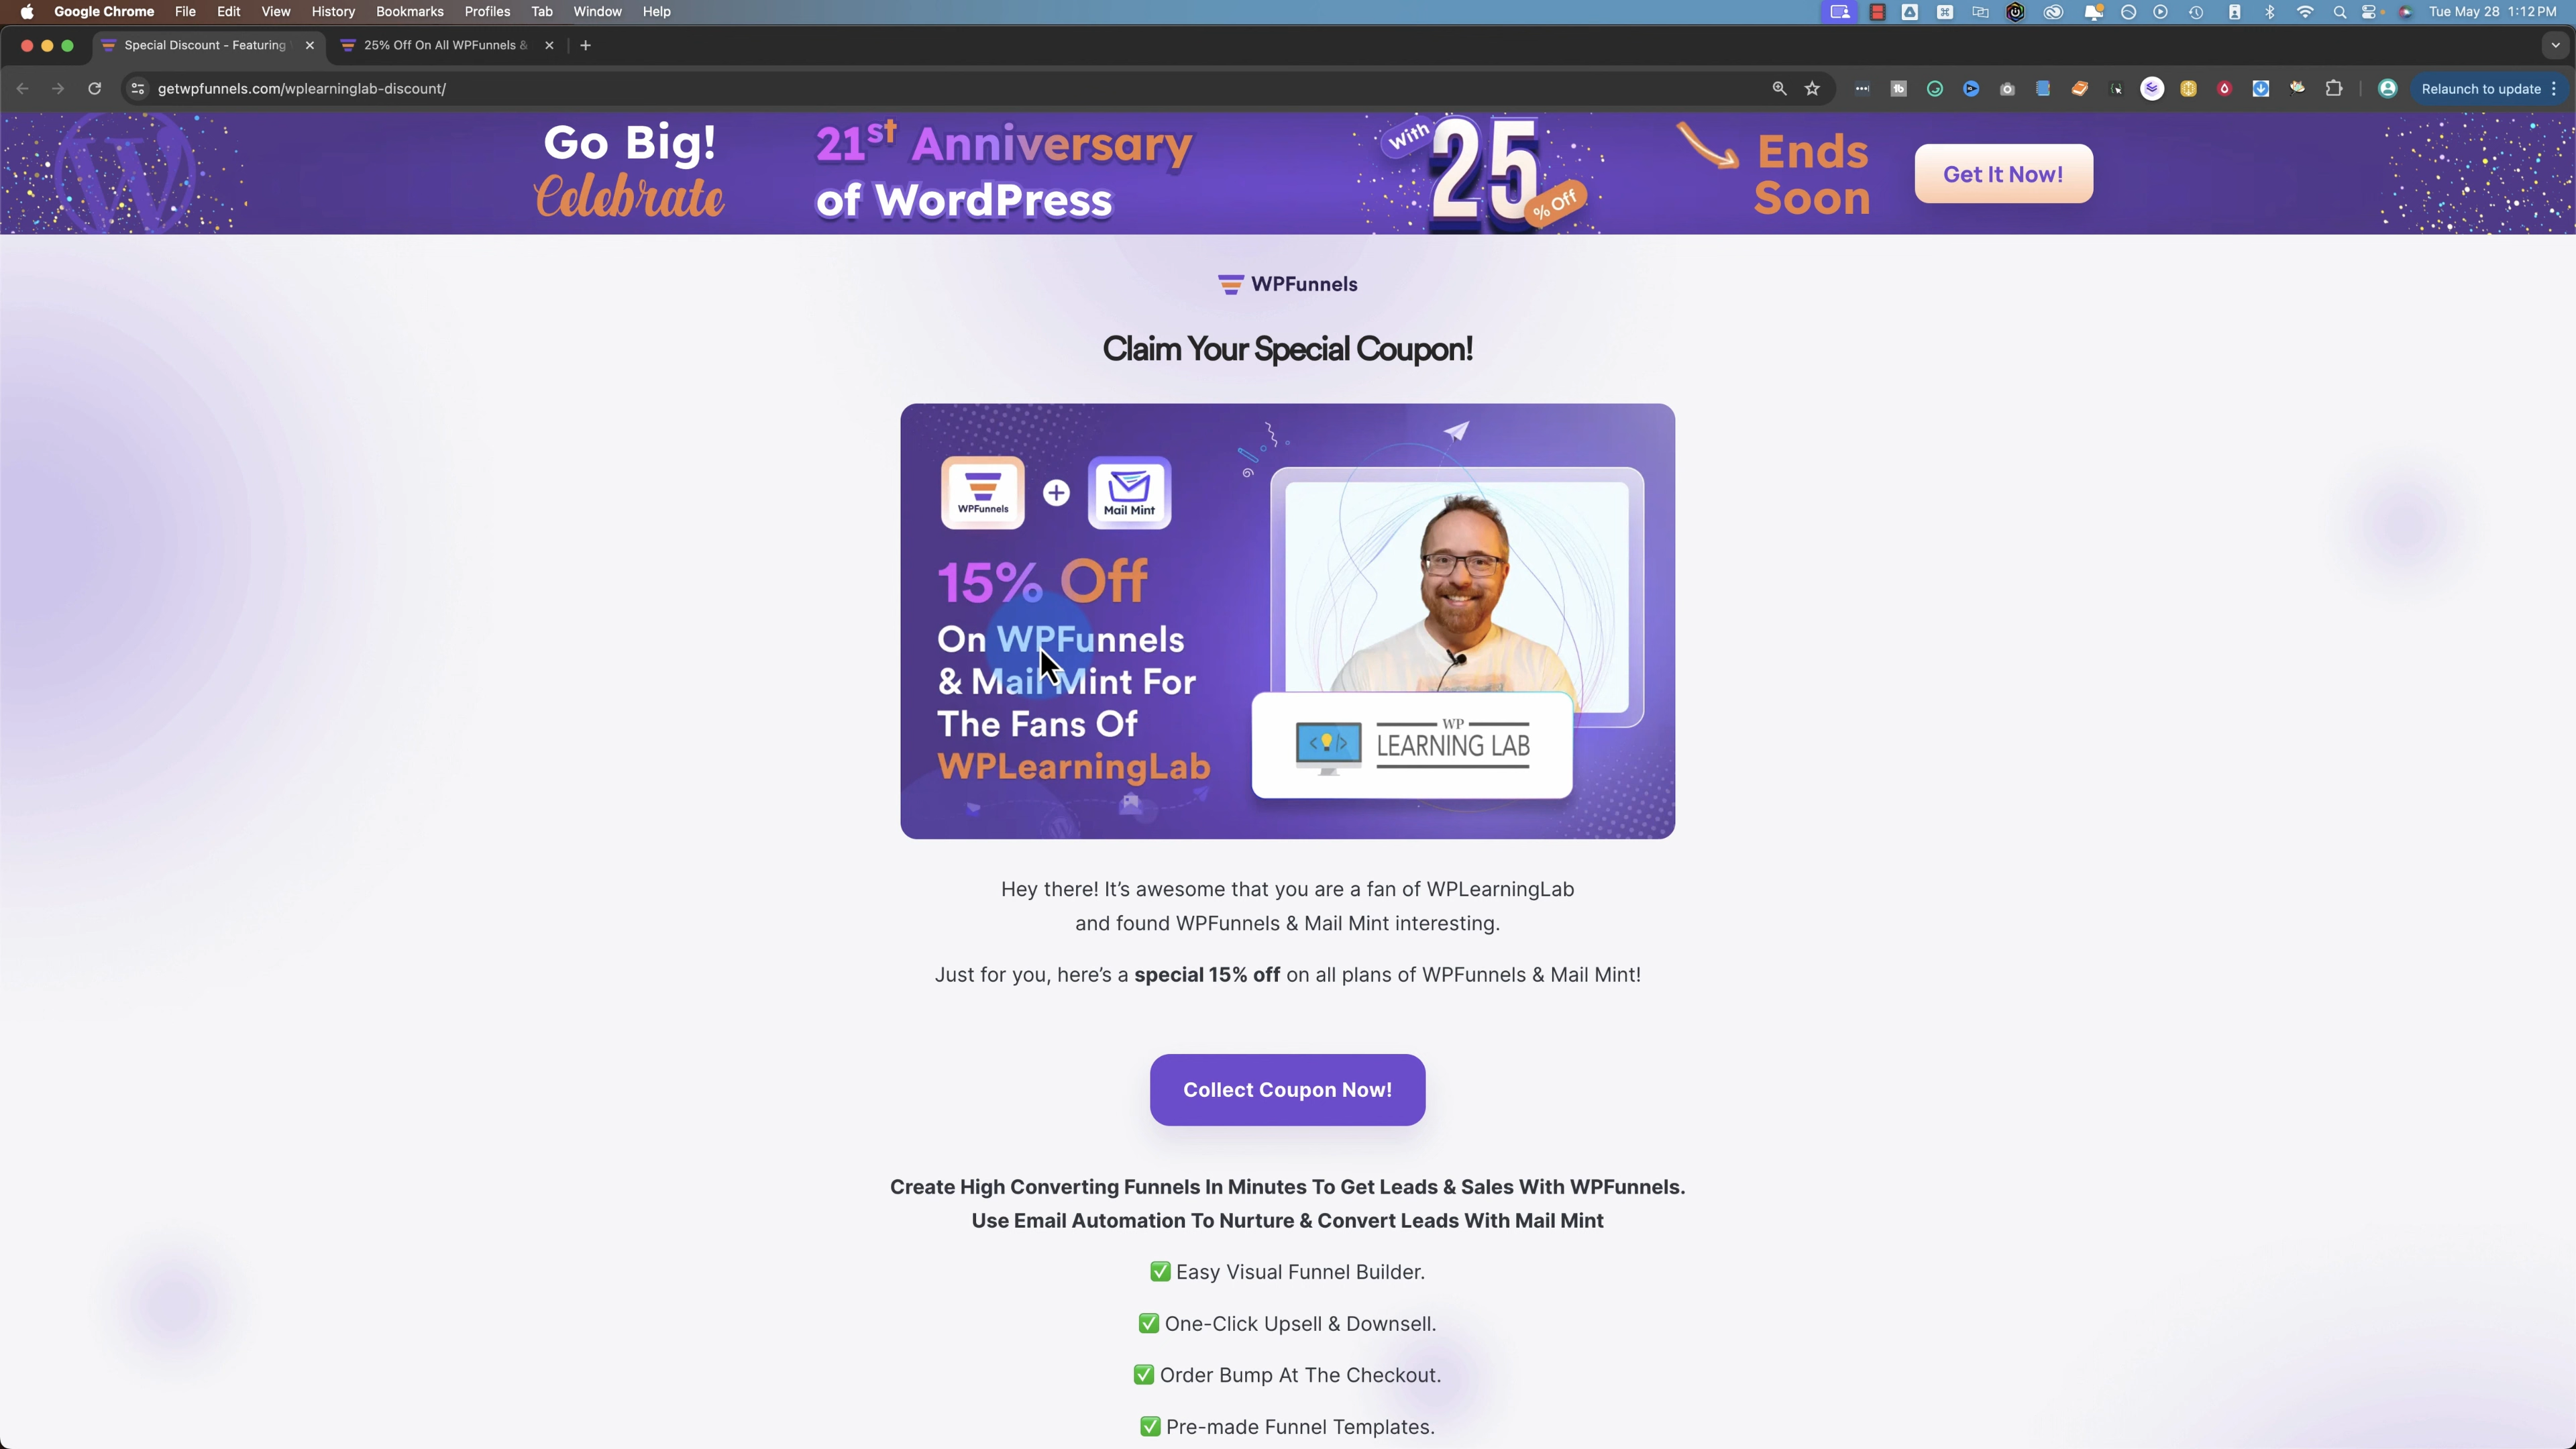 Google Chrome File Edit View History Bookmarks Profiles Tab Window Help Tue May 28 1:12 PM
Special Discount - Featuring
25% Off On All WPFunnels &
getwpfunnels.com/wplearninglab-discount/
Relaunch to update
Go Big!
Celebrate
21st Anniversary
of WordPress
With
25
% Off
Ends
Soon
Get It Now!
WPFunnels
Claim Your Special Coupon!
WPFunnels
Mail Mint
15% Off
On WPFunnels
& Mail Mint For
The Fans Of
WPLearningLab
WP
LEARNING LAB
Hey there! It’s awesome that you are a fan of WPLearningLab
and found WPFunnels & Mail Mint interesting.
Just for you, here’s a special 15% off on all plans of WPFunnels & Mail Mint!
Collect Coupon Now!
Create High Converting Funnels In Minutes To Get Leads & Sales With WPFunnels.
Use Email Automation To Nurture & Convert Leads With Mail Mint
✅ Easy Visual Funnel Builder.
✅ One-Click Upsell & Downsell.
✅ Order Bump At The Checkout.
✅ Pre-made Funnel Templates.